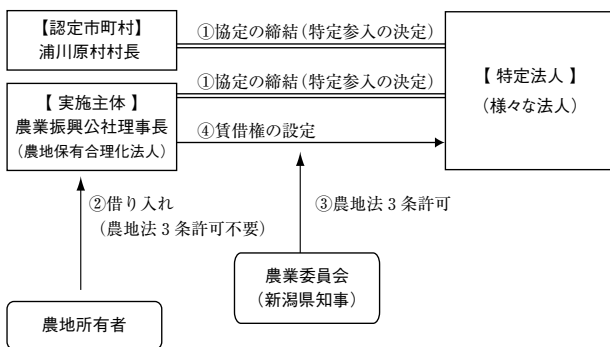 【認定市町村】
浦川原村村長
①協定の締結(特定参入の決定)
【 特定法人 】
(様々な法人)
①協定の締結(特定参入の決定)
【 実施主体 】
農業振興公社理事長
(農地保有合理化法人)
④賃借権の設定
②借り入れ
(農地法3条許可不要)
③農地法3条許可
農業委員会
(新潟県知事)
農地所有者